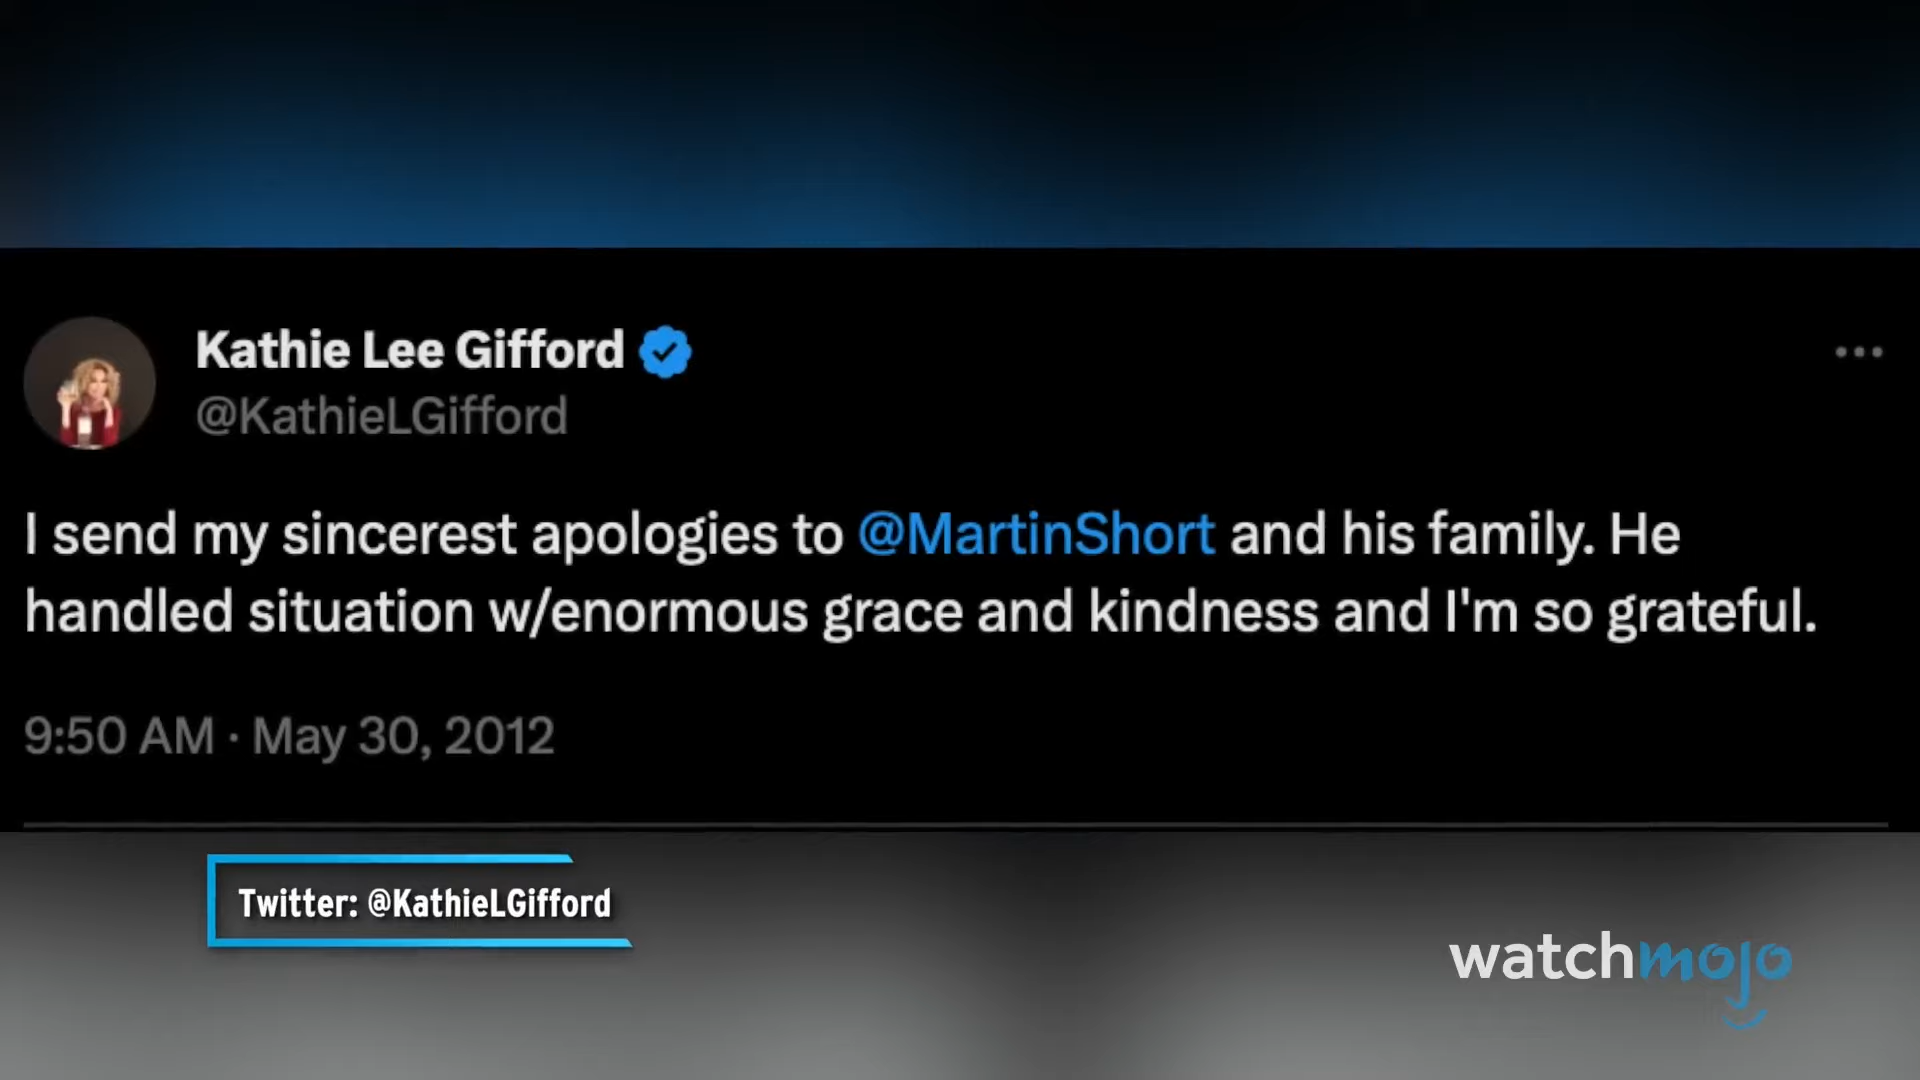 Kathie Lee Gifford
@KathieLGifford
I send my sincerest apologies to @MartinShort and his family. He
handled situation w/enormous grace and kindness and I'm so grateful.
9:50 AM · May 30, 2012
Twitter: @KathieLGifford
watchmojo